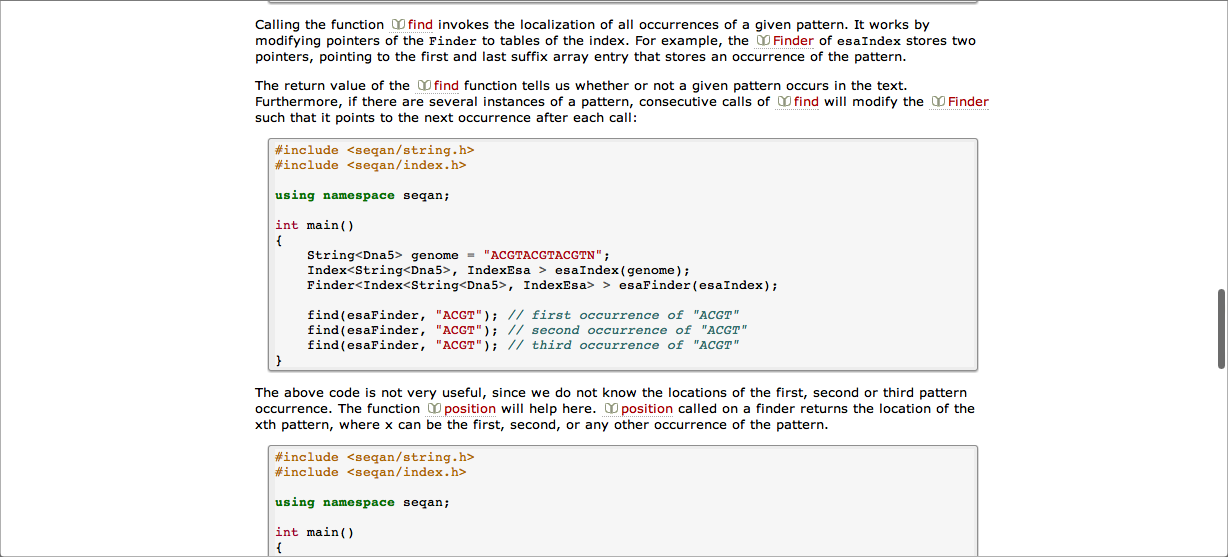 Calling the function find invokes the localization of all occurrences of a given pattern. It works by
modifying pointers of the Finder to tables of the index. For example, the Finder of esaIndex stores two
pointers, pointing to the first and last suffix array entry that stores an occurrence of the pattern.
The return value of the find function tells us whether or not a given pattern occurs in the text.
Furthermore, if there are several instances of a pattern, consecutive calls of find will modify the Finder
such that it points to the next occurrence after each call:
#include <seqan/string.h>
#include <seqan/index.h>
using namespace seqan;
int main()
{
String<Dna5> genome = "ACGTACGTACGTN";
Index<String<Dna5>, IndexEsa > esaIndex(genome);
Finder<Index<String<Dna5>, IndexEsa> > esaFinder(esaIndex);
find(esaFinder, "ACGT"); // first occurrence of "ACGT"
find(esaFinder, "ACGT"); // second occurrence of "ACGT"
find(esaFinder, "ACGT"); // third occurrence of "ACGT"
}
The above code is not very useful, since we do not know the locations of the first, second or third pattern
occurrence. The function position will help here. position called on a finder returns the location of the
xth pattern, where x can be the first, second, or any other occurrence of the pattern.
#include <seqan/string.h>
#include <seqan/index.h>
using namespace seqan;
int main()
{